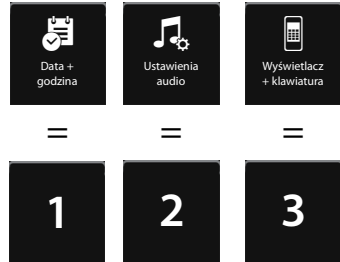 Data +
godzina
Ustawienia
audio
Wyświetlacz
+ klawiatura
= = =
1 2 3